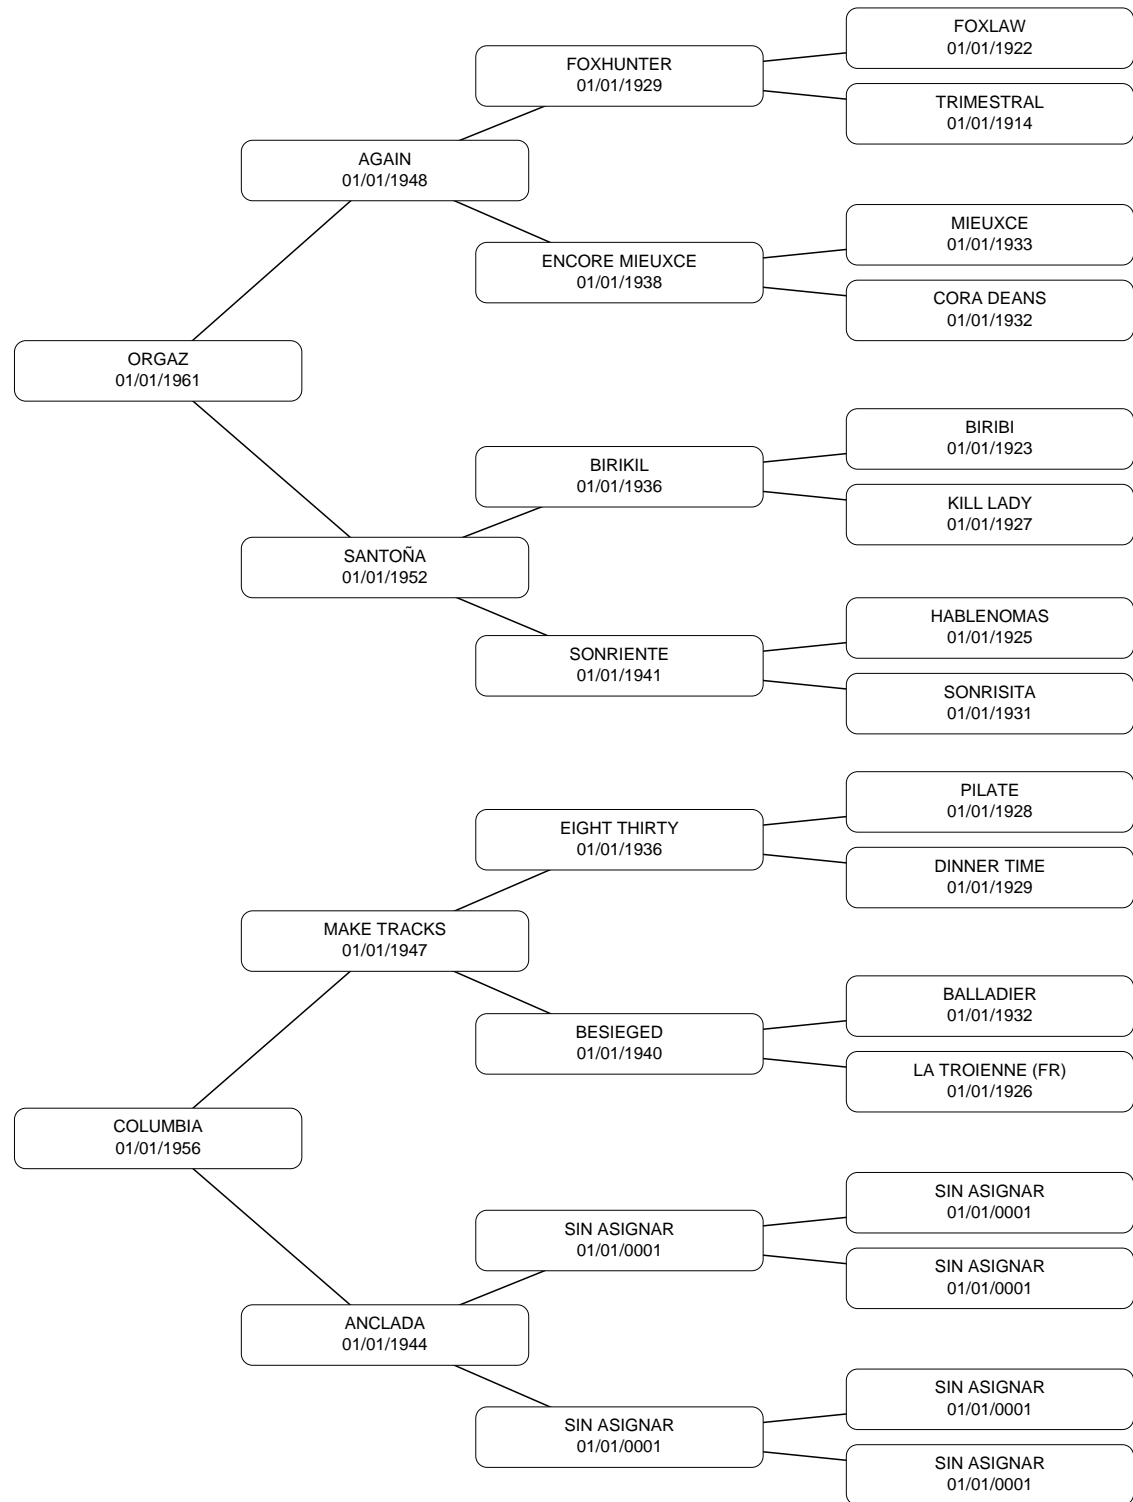 FOXLAW
01/01/1922
FOXHUNTER
01/01/1929
TRIMESTRAL
01/01/1914
AGAIN
01/01/1948
MIEUXCE
01/01/1933
ENCORE MIEUXCE
01/01/1938
CORA DEANS
01/01/1932
ORGAZ
01/01/1961
BIRIBI
01/01/1923
BIRIKIL
01/01/1936
KILL LADY
01/01/1927
SANTOÑA
01/01/1952
HABLENOMAS
01/01/1925
SONRIENTE
01/01/1941
SONRISITA
01/01/1931
PILATE
01/01/1928
EIGHT THIRTY
01/01/1936
DINNER TIME
01/01/1929
MAKE TRACKS
01/01/1947
BALLADIER
01/01/1932
BESIEGED
01/01/1940
LA TROIENNE (FR)
01/01/1926
COLUMBIA
01/01/1956
SIN ASIGNAR
01/01/0001
SIN ASIGNAR
01/01/0001
SIN ASIGNAR
01/01/0001
ANCLADA
01/01/1944
SIN ASIGNAR
01/01/0001
SIN ASIGNAR
01/01/0001
SIN ASIGNAR
01/01/0001